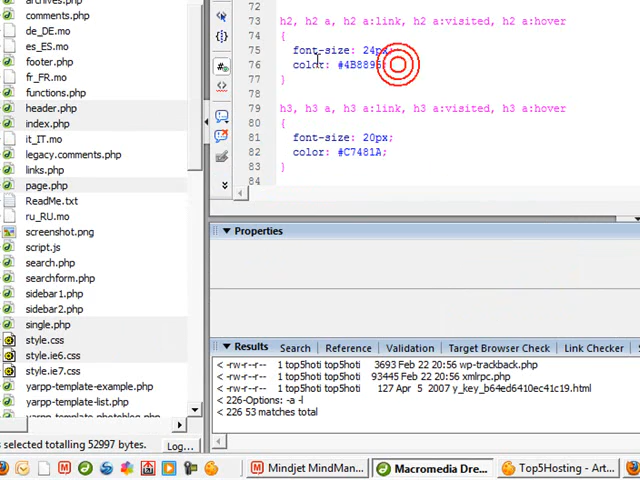 archives.php
comments.php
de_DE.mo
es_ES.mo
footer.php
fr_FR.mo
functions.php
header.php
index.php
it_IT.mo
legacy.comments.php
links.php
page.php
ReadMe.txt
ru_RU.mo
screenshot.png
script.js
search.php
searchform.php
sidebar1.php
sidebar2.php
single.php
style.css
style.ie6.css
style.ie7.css
yarpp-template-example.php
yarpp-template-list.php
yarpp-template-photoblog.php
s selected totalling 52997 bytes.
Log...
72
73 h2, h2 a, h2 a:link, h2 a:visited, h2 a:hover
74 {
75 font-size: 24px;
76 color: #4B8895;
77 }
78
79 h3, h3 a, h3 a:link, h3 a:visited, h3 a:hover
80 {
81 font-size: 20px;
82 color: #C7481A;
83 }
84
Properties
Results Search Reference Validation Target Browser Check Link Checker
< -rw-r--r-- 1 top5hoti top5hoti 3693 Feb 22 20:56 wp-trackback.php
< -rw-r--r-- 1 top5hoti top5hoti 93445 Feb 22 20:56 xmlrpc.php
< -rw-r--r-- 1 top5hoti top5hoti 127 Apr 5 2007 y_key_b64ed6410ec41c19.html
< 226-Options: -a -l
< 226 53 matches total
Mindjet MindMan... Macromedia Dre... Top5Hosting - Art...